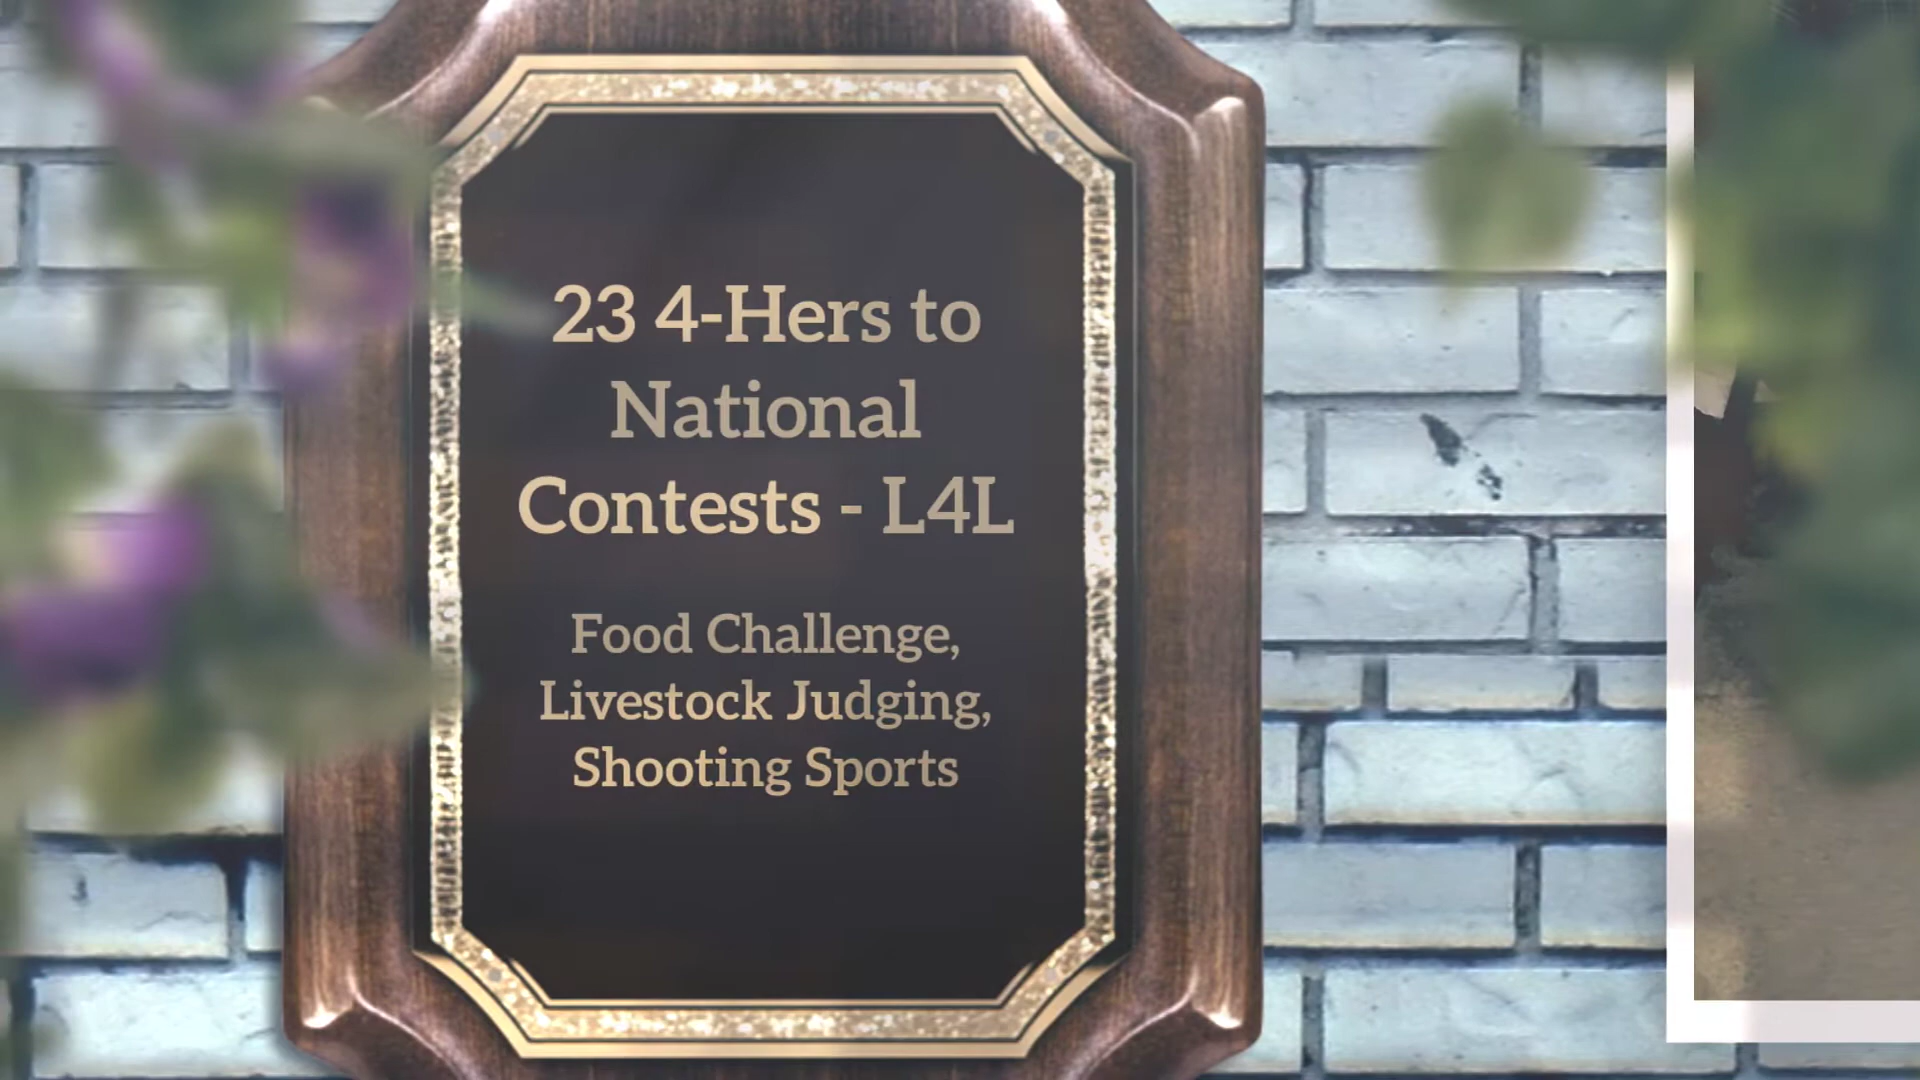 23 4-Hers to
National
Contests - L4L
Food Challenge,
Livestock Judging,
Shooting Sports